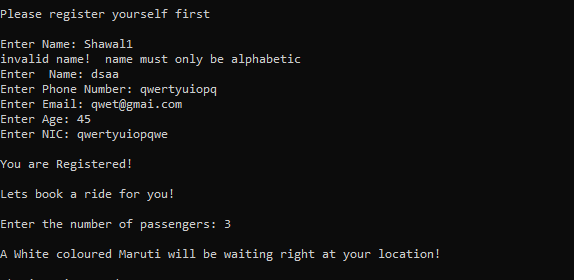 Please register yourself first
Enter Name: Shawal1
invalid name!  name must only be alphabetic
Enter  Name: dsaa
Enter Phone Number: qwertyuiopq
Enter Email: qwet@gmai.com
Enter Age: 45
Enter NIC: qwertyuiopqwe
You are Registered!
Lets book a ride for you!
Enter the number of passengers: 3
A White coloured Maruti will be waiting right at your location!